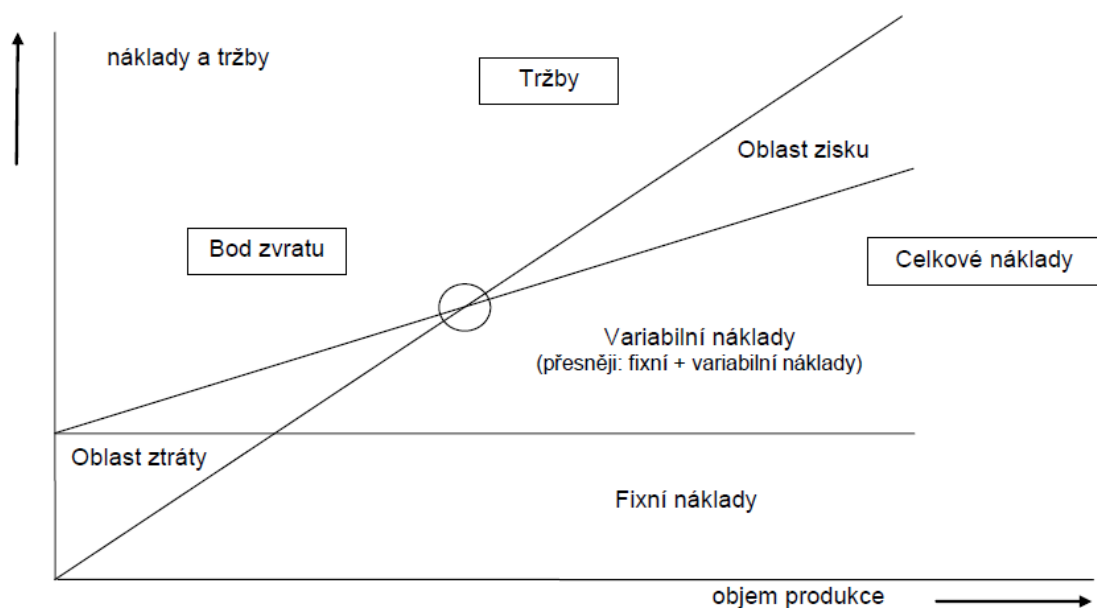 náklady a tržby
Tržby
Oblast zisku
Bod zvratu
Celkové náklady
Variabilní náklady
(přesněji: fixní + variabilní náklady)
Oblast ztráty
Fixní náklady
objem produkce